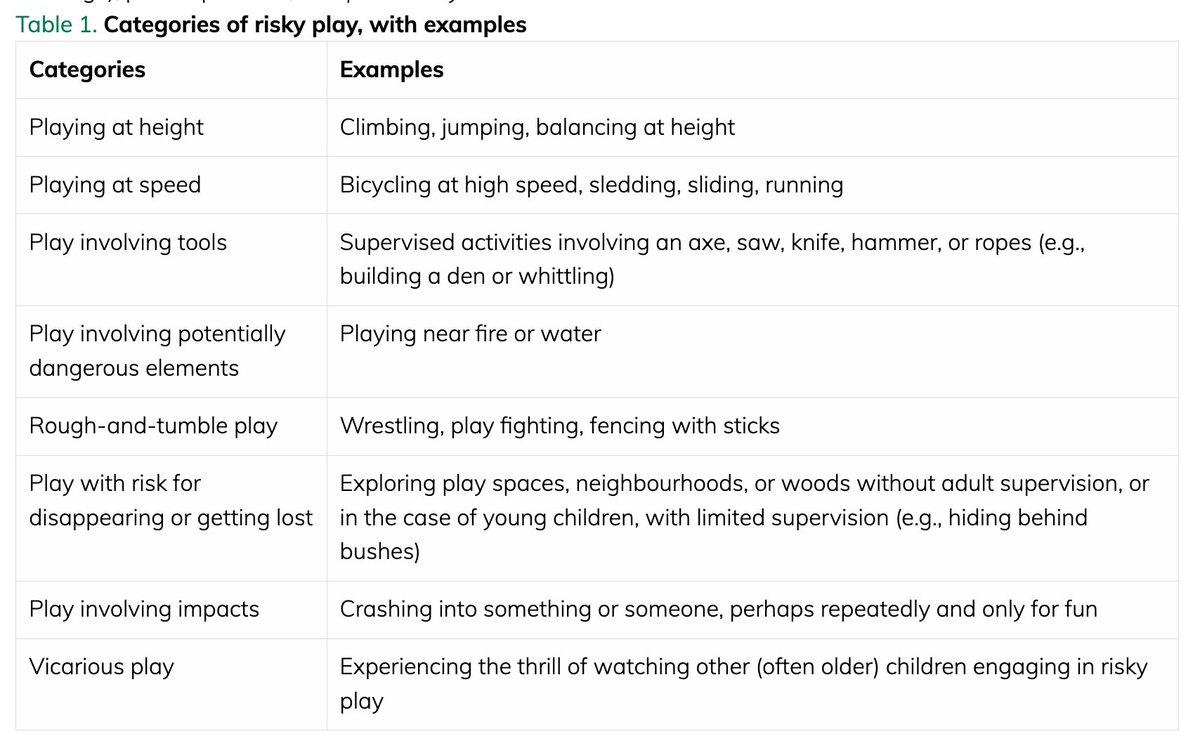 Table 1. Categories of risky play, with examples
Categories Examples
Playing at height Climbing, jumping, balancing at height
Playing at speed Bicycling at high speed, sledding, sliding, running
Play involving tools Supervised activities involving an axe, saw, knife, hammer, or ropes (e.g.,
building a den or whittling)
Play involving potentially Playing near fire or water
dangerous elements
Rough-and-tumble play Wrestling, play fighting, fencing with sticks
Play with risk for Exploring play spaces, neighbourhoods, or woods without adult supervision, or
disappearing or getting lost in the case of young children, with limited supervision (e.g., hiding behind
bushes)
Play involving impacts Crashing into something or someone, perhaps repeatedly and only for fun
Vicarious play Experiencing the thrill of watching other (often older) children engaging in risky
play